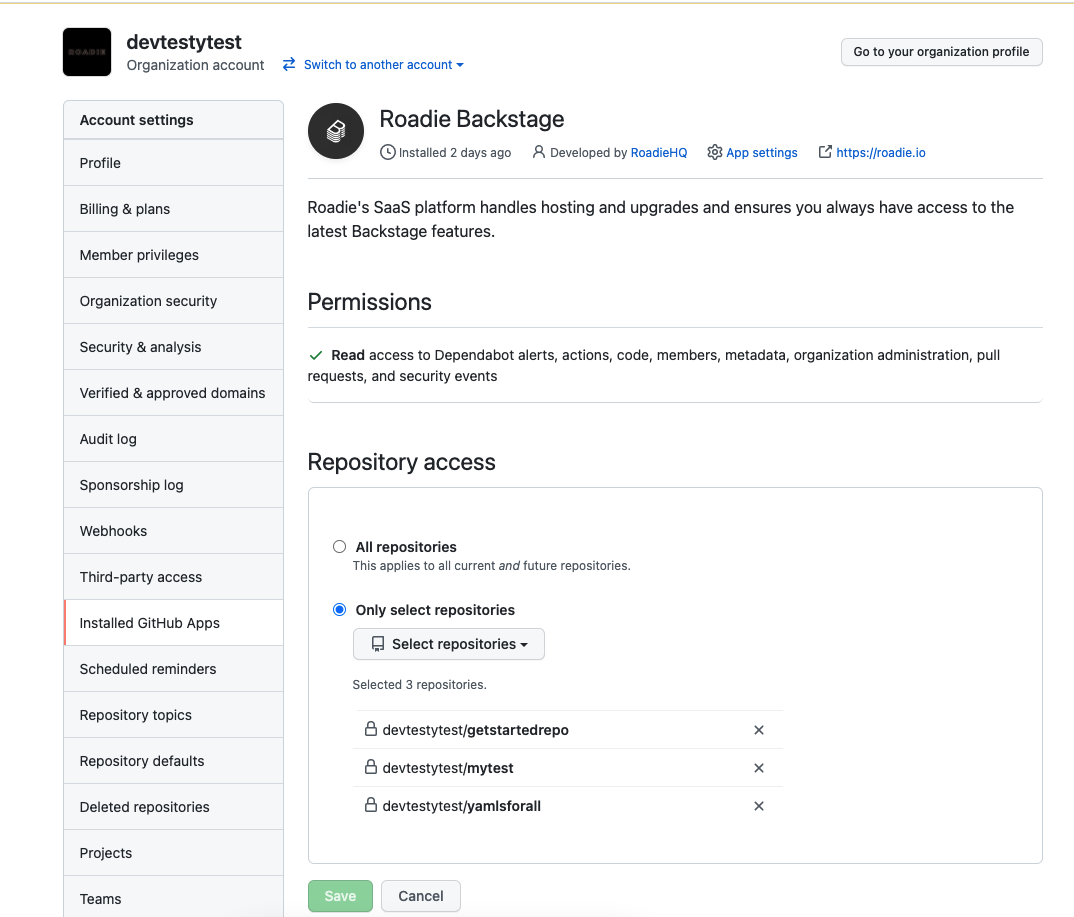 ROADIE
devtestytest
Organization account
Switch to another account
Go to your organization profile
Account settings
Profile
Billing & plans
Member privileges
Organization security
Security & analysis
Verified & approved domains
Audit log
Sponsorship log
Webhooks
Third-party access
Installed GitHub Apps
Scheduled reminders
Repository topics
Repository defaults
Deleted repositories
Projects
Teams
Roadie Backstage
Installed 2 days ago
Developed by RoadieHQ
App settings
https://roadie.io
Roadie's SaaS platform handles hosting and upgrades and ensures you always have access to the
latest Backstage features.
Permissions
Read access to Dependabot alerts, actions, code, members, metadata, organization administration, pull
requests, and security events
Repository access
All repositories
This applies to all current and future repositories.
Only select repositories
Select repositories
Selected 3 repositories.
devtestytest/getstartedrepo
devtestytest/mytest
devtestytest/yamlsforall
Save
Cancel